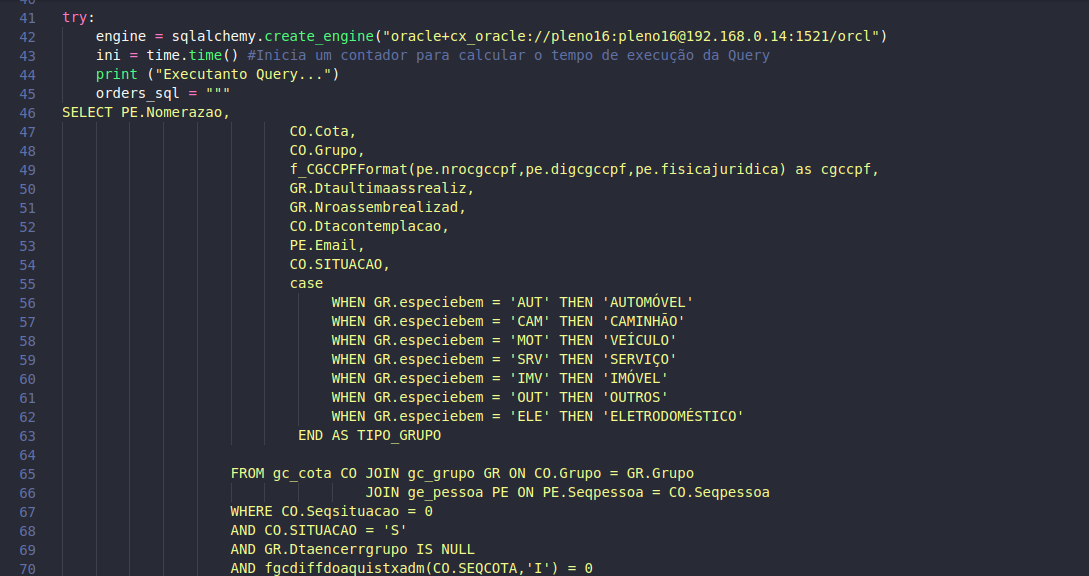 41 try:
42 engine = sqlalchemy.create_engine("oracle+cx_oracle://pleno16:pleno16@192.168.0.14:1521/orcl")
43 ini = time.time() #Inicia um contador para calcular o tempo de execução da Query
44 print ("Executanto Query...")
45 orders_sql = """
46 SELECT PE.Nomerazao,
47 CO.Cota,
48 CO.Grupo,
49 f_CGCCPFFormat(pe.nrocgccpf,pe.digcgccpf,pe.fisicajuridica) as cgccpf,
50 GR.Dtaultimaassrealiz,
51 GR.Nroassembrealizad,
52 CO.Dtacontemplacao,
53 PE.Email,
54 CO.SITUACAO,
55 case
56 WHEN GR.especiebem = 'AUT' THEN 'AUTOMÓVEL'
57 WHEN GR.especiebem = 'CAM' THEN 'CAMINHÃO'
58 WHEN GR.especiebem = 'MOT' THEN 'VEÍCULO'
59 WHEN GR.especiebem = 'SRV' THEN 'SERVIÇO'
60 WHEN GR.especiebem = 'IMV' THEN 'IMÓVEL'
61 WHEN GR.especiebem = 'OUT' THEN 'OUTROS'
62 WHEN GR.especiebem = 'ELE' THEN 'ELETRODOMÉSTICO'
63 END AS TIPO_GRUPO
64
65 FROM gc_cota CO JOIN gc_grupo GR ON CO.Grupo = GR.Grupo
66 JOIN ge_pessoa PE ON PE.Seqpessoa = CO.Seqpessoa
67 WHERE CO.Seqsituacao = 0
68 AND CO.SITUACAO = 'S'
69 AND GR.Dtaencerrgrupo IS NULL
70 AND fgcdiffdoaquistxadm(CO.SEQCOTA,'I') = 0